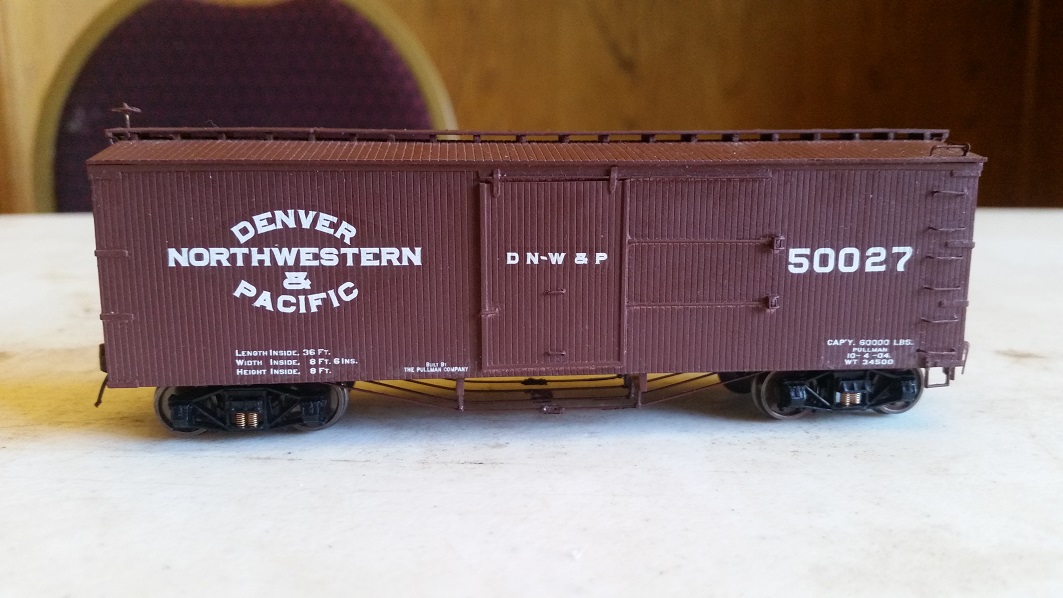 DENVER
NORTHWESTERN
&
PACIFIC
LENGTH INSIDE, 36 FT.
WIDTH INSIDE, 8 FT. 6 INS.
HEIGHT INSIDE, 8 FT.
BUILT BY
THE PULLMAN COMPANY
D N-W & P
50027
CAP'Y. 60000 LBS.
PULLMAN
10-4-04.
WT 34500